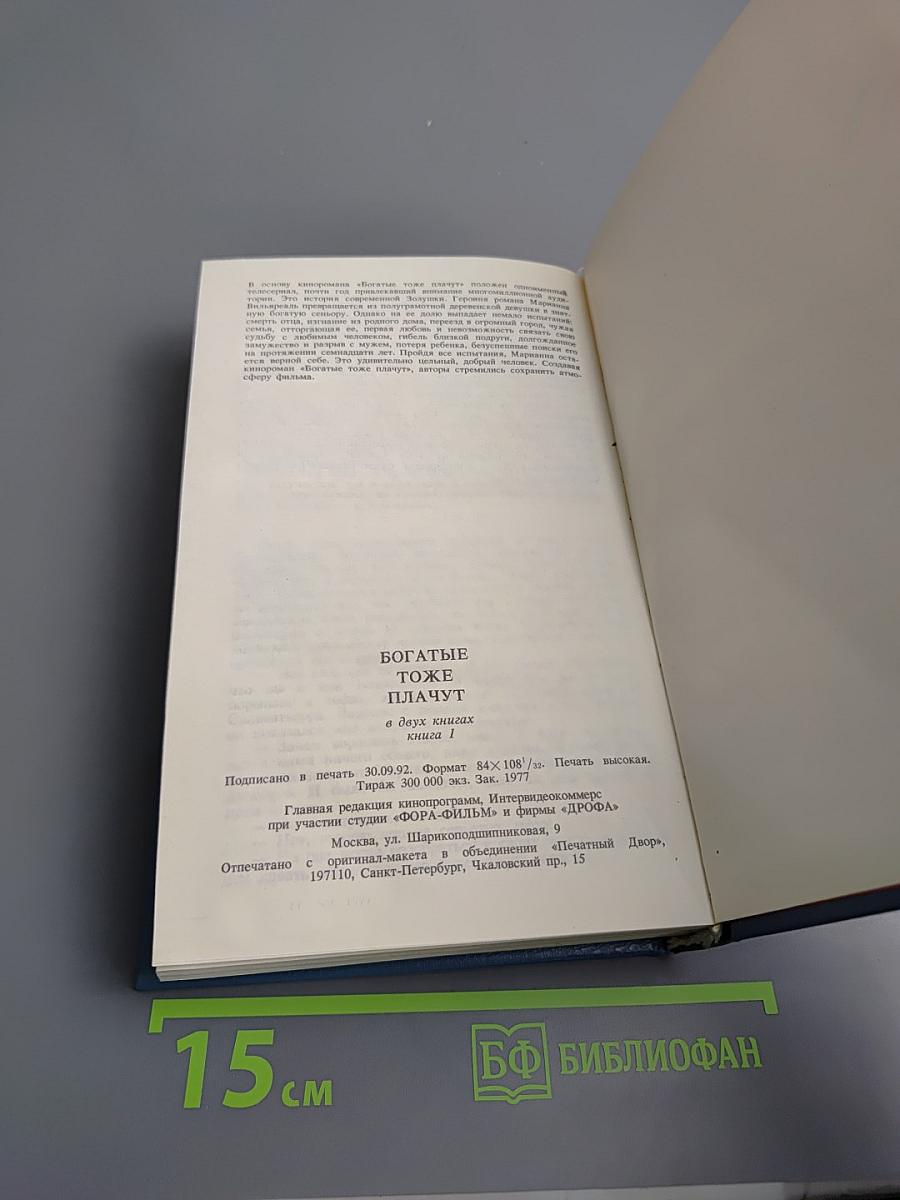 В основу киноромана «Богатые тоже плачут» положен одноименный
телесериал, почти год привлекавший внимание многомиллионной ауди-
тории. Это история современной Золушки. Героиня романа Марианна
Вильяреаль превращается из полуграмотной деревенской девушки в знат-
ную богатую сеньору. Однако на ее долю выпадает немало испытаний:
смерть отца, изгнание из родного дома, переезд в огромный город, чужая
семья, отторгающая ее, первая любовь и невозможность связать свою
судьбу с любимым человеком, гибель близкой подруги, долгожданное
замужество и разрыв с мужем, потеря ребенка, безуспешные поиски его
на протяжении семнадцати лет. Пройдя все испытания, Марианна оста-
ется верной себе. Это удивительно цельный, добрый человек. Создавая
кинороман «Богатые тоже плачут», авторы стремились сохранить атмо-
сферу фильма.
БОГАТЫЕ
ТОЖЕ
ПЛАЧУТ
в двух книгах
книга I
Подписано в печать 30.09.92. Формат 84×108¹/₃₂. Печать высокая.
Тираж 300 000 экз. Зак. 1977
Главная редакция кинопрограмм, Интервидеокоммерс
при участии студии «ФОРА-ФИЛЬМ» и фирмы «ДРОФА»
Москва, ул. Шарикоподшипниковая, 9
Отпечатано с оригинал-макета в объединении «Печатный Двор»,
197110, Санкт-Петербург, Чкаловский пр., 15
15 см
БФ БИБЛИОФАН